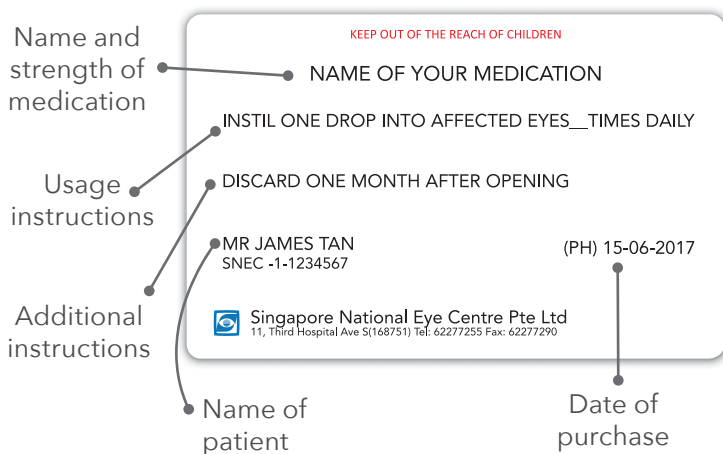 Name and
strength of
medication
KEEP OUT OF THE REACH OF CHILDREN
NAME OF YOUR MEDICATION
INSTIL ONE DROP INTO AFFECTED EYES__TIMES DAILY
Usage
instructions
DISCARD ONE MONTH AFTER OPENING
MR JAMES TAN
SNEC -1-1234567
(PH) 15-06-2017
Additional
instructions
Singapore National Eye Centre Pte Ltd
11, Third Hospital Ave S(168751) Tel: 62277255 Fax: 62277290
Name of
patient
Date of
purchase